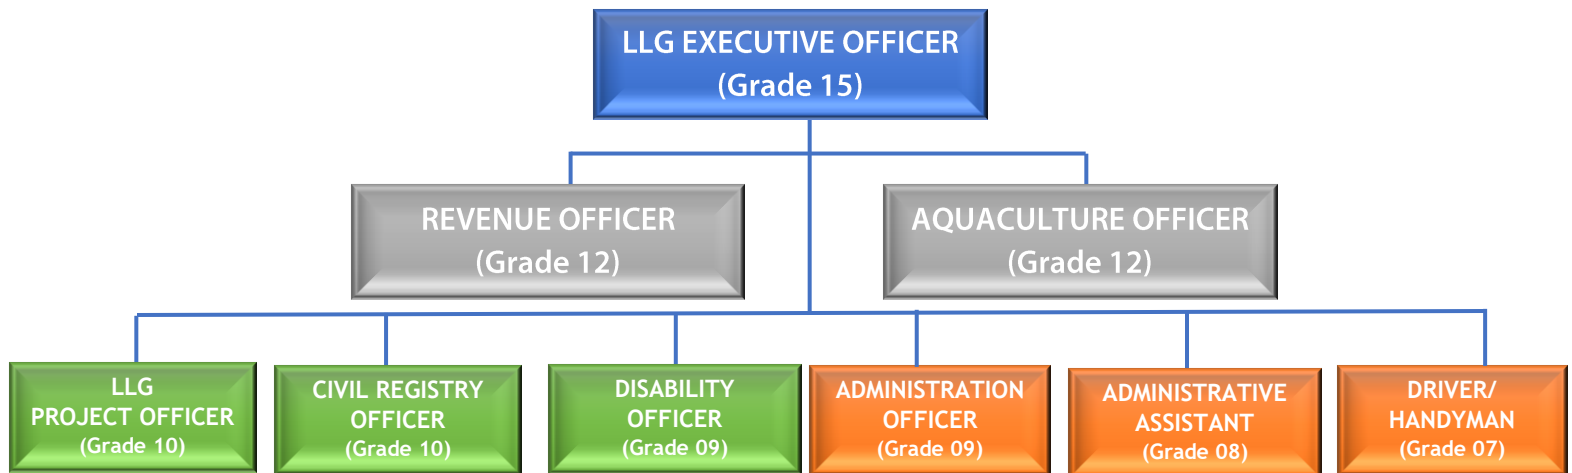 LLG EXECUTIVE OFFICER
(Grade 15)
REVENUE OFFICER
(Grade 12)
AQUACULTURE OFFICER
(Grade 12)
LLG
PROJECT OFFICER
(Grade 10)
CIVIL REGISTRY
OFFICER
(Grade 10)
DISABILITY
OFFICER
(Grade 09)
ADMINISTRATION
OFFICER
(Grade 09)
ADMINISTRATIVE
ASSISTANT
(Grade 08)
DRIVER/
HANDYMAN
(Grade 07)